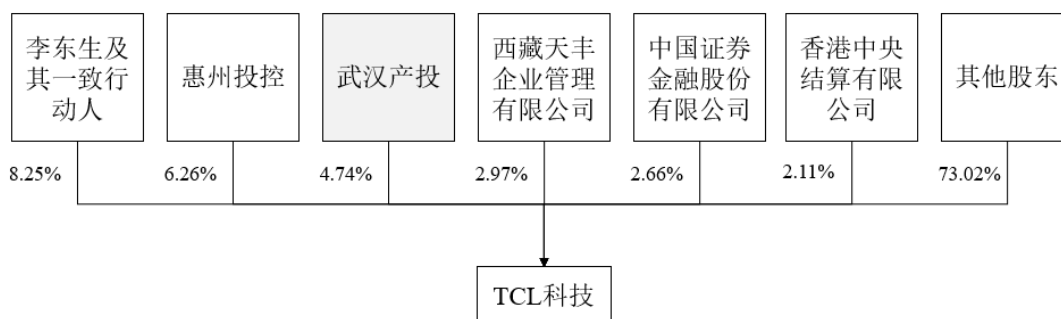 李东生及
其一致行
动人
惠州投控
武汉产投
西藏天丰
企业管理
有限公司
中国证券
金融股份
有限公司
香港中央
结算有限
公司
其他股东
8.25%
6.26%
4.74%
2.97%
2.66%
2.11%
73.02%
TCL科技